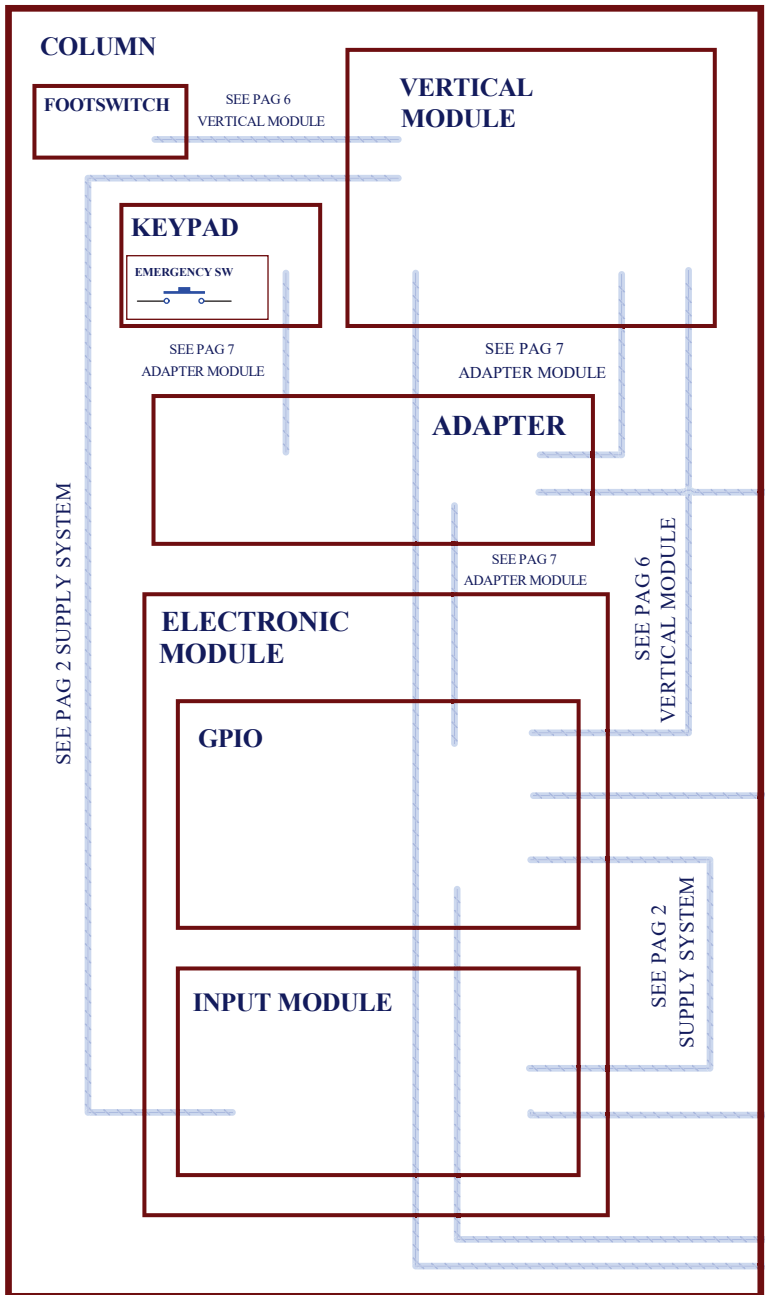 COLUMN
FOOTSWITCH
SEE PAG 6
VERTICAL MODULE
VERTICAL
MODULE
KEYPAD
EMERGENCY SW
SEE PAG 7
ADAPTER MODULE
SEE PAG 7
ADAPTER MODULE
ADAPTER
SEE PAG 2 SUPPLY SYSTEM
SEE PAG 7
ADAPTER MODULE
SEE PAG 6
VERTICAL MODULE
ELECTRONIC
MODULE
GPIO
SEE PAG 2
SUPPLY SYSTEM
INPUT MODULE